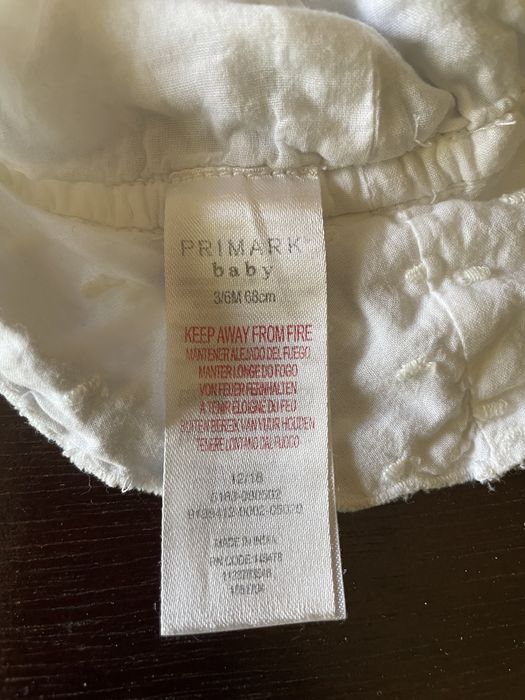 PRIMARK
baby
3/6M 68cm
KEEP AWAY FROM FIRE
MANTENER ALEJADO DEL FUEGO
MANTER LONGE DO FOGO
VON FEUER FERNHALTEN
A TENIR ELOIGNE DU FEU
BUITEN BEREIK VAN VUUR HOUDEN
TENERE LONTANO DAL FUOCO
12/18
MADE IN INDIA
PIN CODE: